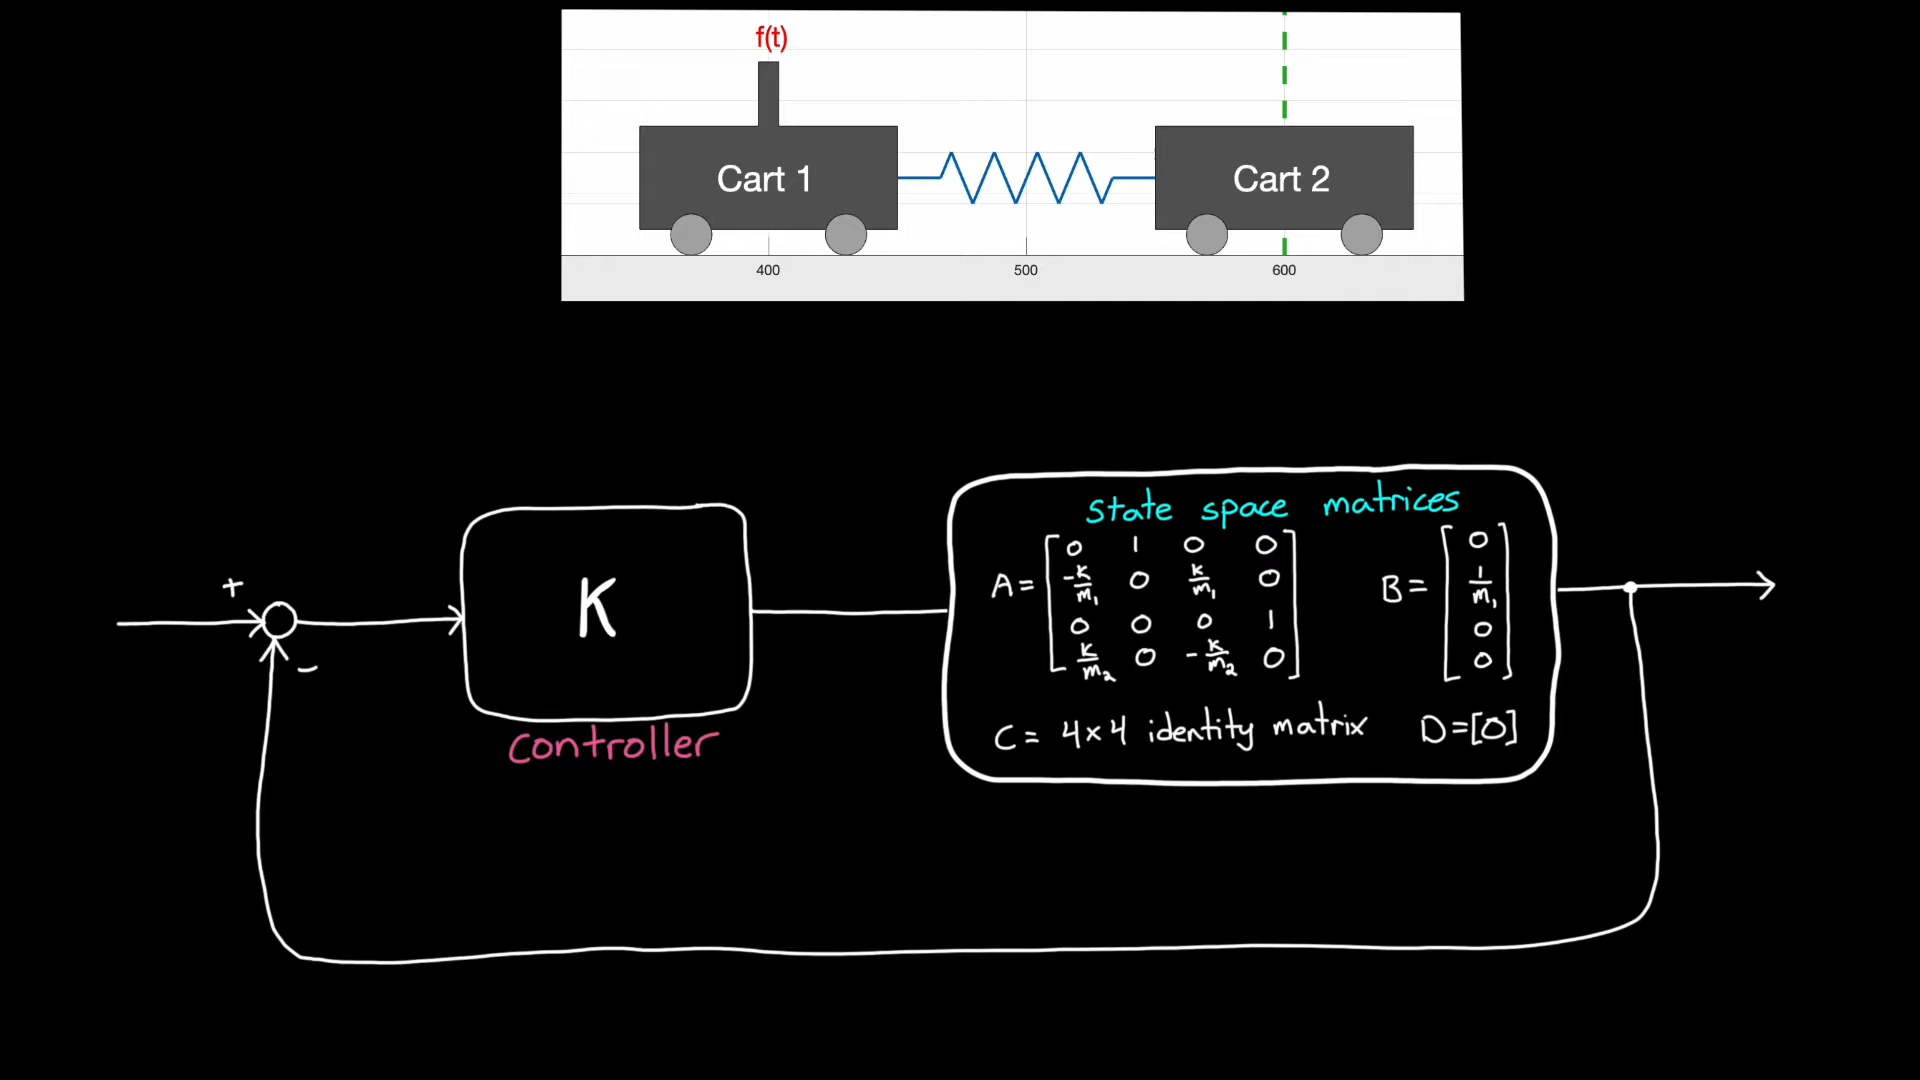 f(t)
Cart 1
Cart 2
400 500 600
state space matrices
A = [0 1 0 0
-k/m₁ 0 k/m₁ 0
0 0 0 1
k/m₂ 0 -k/m₂ 0]
B = [0
1/m₁
0
0]
C = 4x4 identity matrix D=[0]
+
-
K
controller